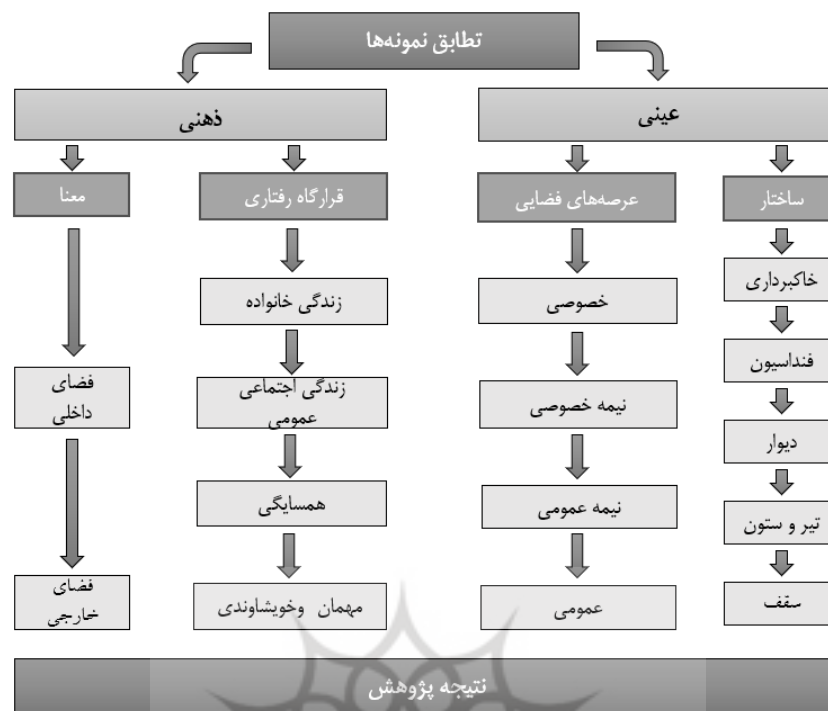 تطابق نمونه‌ها
عینی
ذهنی
ساختار
عرصه‌های فضایی
قرارگاه رفتاری
معنا
خاکبرداری
فنداسیون
دیوار
تیر و ستون
سقف
خصوصی
نیمه خصوصی
نیمه عمومی
عمومی
زندگی خانواده
زندگی اجتماعی
عمومی
همسایگی
مهمان وخویشاوندی
فضای
داخلی
فضای
خارجی
نتیجه پژوهش